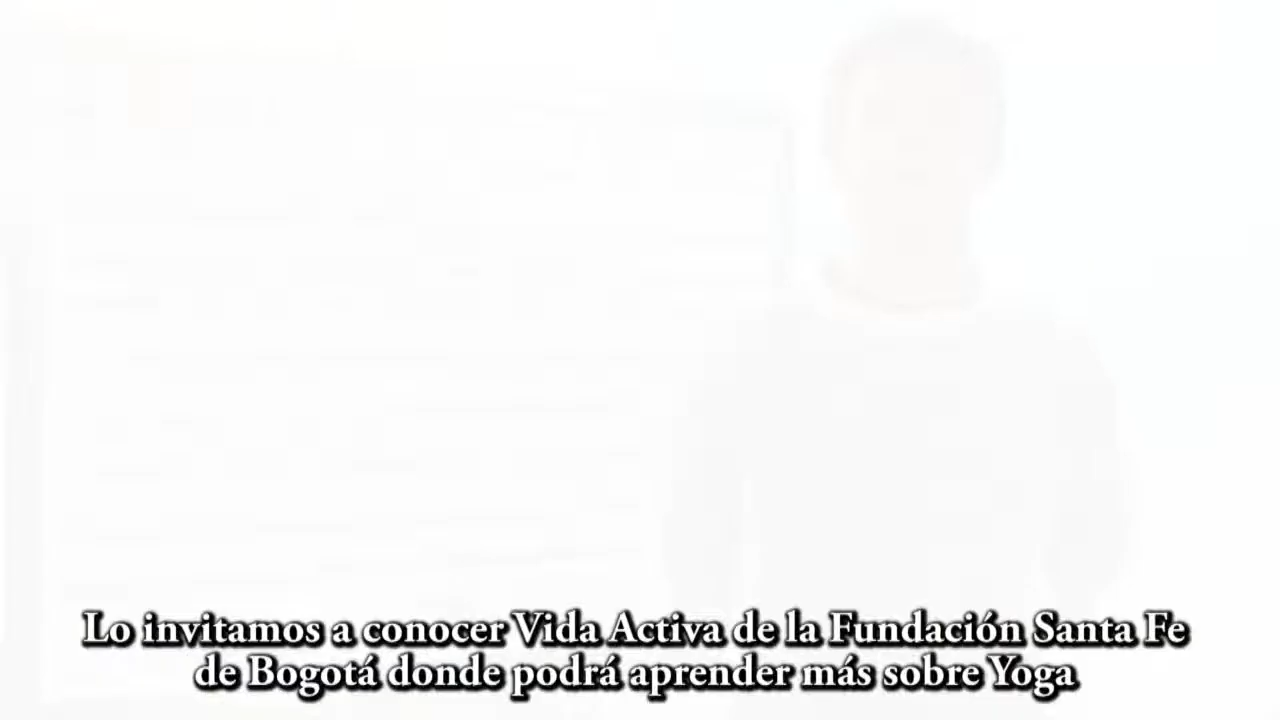 Lo invitamos a conocer Vida Activa de la Fundación Santa Fe
de Bogotá donde podrá aprender más sobre Yoga